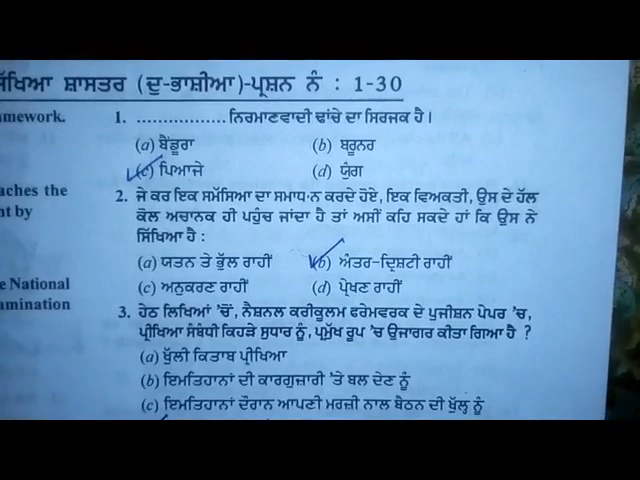 ਸਿੱਖਿਆ ਸ਼ਾਸਤਰ (ਦੁ-ਭਾਸ਼ੀਆ)-ਪ੍ਰਸ਼ਨ ਨੰ : 1-30
mework. 1. .................ਨਿਰਮਾਣਵਾਦੀ ਢਾਂਚੇ ਦਾ ਸਿਰਜਕ ਹੈ।
(a) ਬੈਂਡੂਰਾ (b) ਬਰੂਨਰ
(c) ਪਿਆਜੇ (d) ਯੁੰਗ
aches the 2. ਜੇ ਕਰ ਇਕ ਸਮੱਸਿਆ ਦਾ ਸਮਾਧਾਨ ਕਰਦੇ ਹੋਏ, ਇਕ ਵਿਅਕਤੀ, ਉਸ ਦੇ ਹੱਲ
nt by ਕੋਲ ਅਚਾਨਕ ਹੀ ਪਹੁੰਚ ਜਾਂਦਾ ਹੈ ਤਾਂ ਅਸੀਂ ਕਹਿ ਸਕਦੇ ਹਾਂ ਕਿ ਉਸ ਨੇ
ਸਿੱਖਿਆ ਹੈ :
(a) ਯਤਨ ਤੇ ਭੁੱਲ ਰਾਹੀਂ (b) ਅੰਤਰ-ਦ੍ਰਿਸ਼ਟੀ ਰਾਹੀਂ
e National (c) ਅਨੁਕਰਣ ਰਾਹੀਂ (d) ਪ੍ਰੇਖਣ ਰਾਹੀਂ
amination 3. ਹੇਠ ਲਿਖਿਆਂ ’ਚੋਂ, ਨੈਸ਼ਨਲ ਕਰੀਕੂਲਮ ਫਰੇਮਵਰਕ ਦੇ ਪੁਜੀਸ਼ਨ ਪੇਪਰ ’ਚ,
ਪ੍ਰੀਖਿਆ ਸੰਬੰਧੀ ਕਿਹੜੇ ਸੁਧਾਰ ਨੂੰ, ਪ੍ਰਮੁੱਖ ਰੂਪ ’ਚ ਉਜਾਗਰ ਕੀਤਾ ਗਿਆ ਹੈ ?
(a) ਖੁੱਲੀ ਕਿਤਾਬ ਪ੍ਰੀਖਿਆ
(b) ਇਮਤਿਹਾਨਾਂ ਦੀ ਕਾਰਗੁਜ਼ਾਰੀ ’ਤੇ ਬਲ ਦੇਣ ਨੂੰ
(c) ਇਮਤਿਹਾਨਾਂ ਦੌਰਾਨ ਆਪਣੀ ਮਰਜ਼ੀ ਨਾਲ ਬੈਠਨ ਦੀ ਖੁੱਲ੍ਹ ਨੂੰ